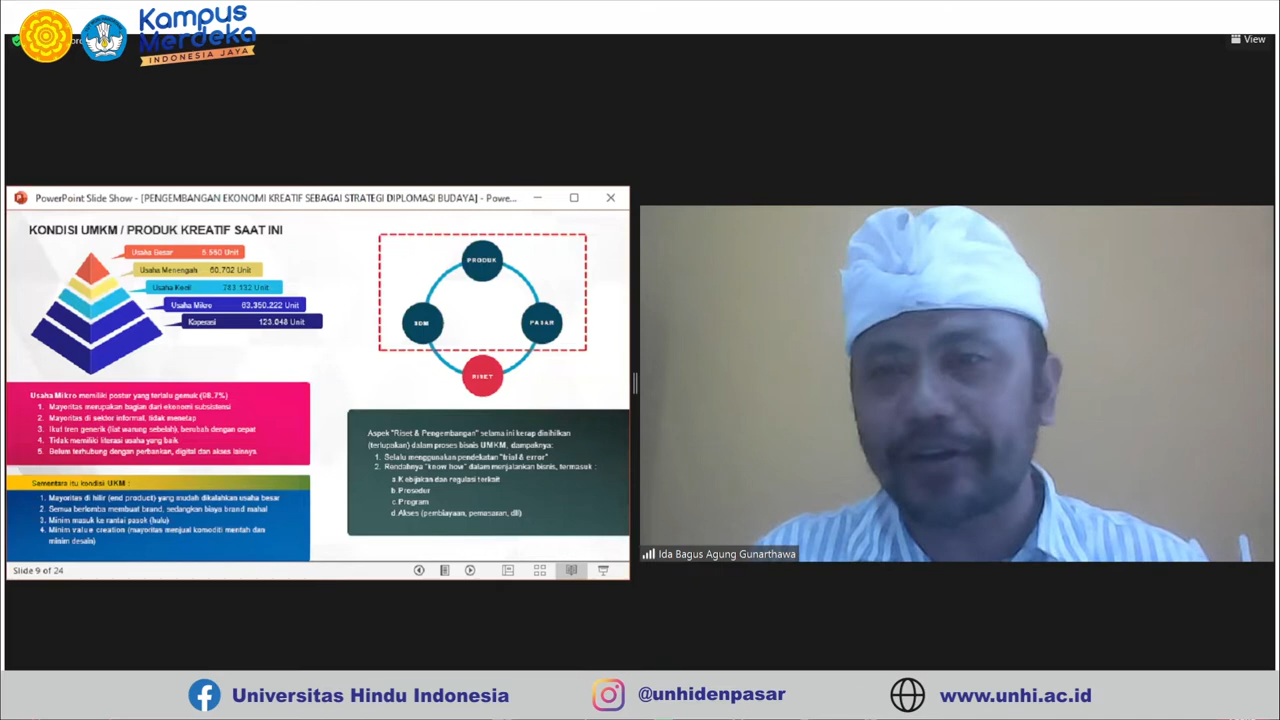 Kampus
Merdeka
INDONESIA JAYA
View
PowerPoint Slide Show - [PENGEMBANGAN EKONOMI KREATIF SEBAGAI STRATEGI DIPLOMASI BUDAYA] - Powe...
KONDISI UMKM / PRODUK KREATIF SAAT INI
Usaha Besar 5.550 Unit
Usaha Menengah 60.702 Unit
Usaha Kecil 783.132 Unit
Usaha Mikro 63,350.222 Unit
Koperasi 123.048 Unit
Usaha Mikro memiliki postur yang terlalu gemuk (98.7%)
1. Mayoritas merupakan bagian dari ekonomi subsistensi
2. Mayoritas di sektor informal, tidak menetap
3. Ikut tren generik (liat warung sebelah), berubah dengan cepat
4. Tidak memiliki literasi usaha yang baik
5. Belum terhubung dengan perbankan, digital dan akses lainnya.
Sementara itu kondisi UKM :
1. Mayoritas di hilir (end product) yang mudah dikalahkan usaha besar
2. Semua berlomba membuat brand, sedangkan biaya brand mahal
3. Minim masuk ke rantai pasok (hulu)
4. Minim value creation (mayoritas menjual komoditi mentah dan
minim desain)
PRODUK
SDM
PASAR
RISET
Aspek "Riset & Pengembangan" selama ini kerap dinihilkan
(terlupakan) dalam proses bisnis UMKM, dampaknya:
1. Selalu menggunakan pendekatan "trial & error"
2. Rendahnya "know how" dalam menjalankan bisnis, termasuk :
a. Kebijakan dan regulasi terkait
b. Prosedur
c. Program
d. Akses (pembiayaan, pemasaran, dll)
Slide 9 of 24
Ida Bagus Agung Gunarthawa
Universitas Hindu Indonesia
@unhidenpasar
www.unhi.ac.id